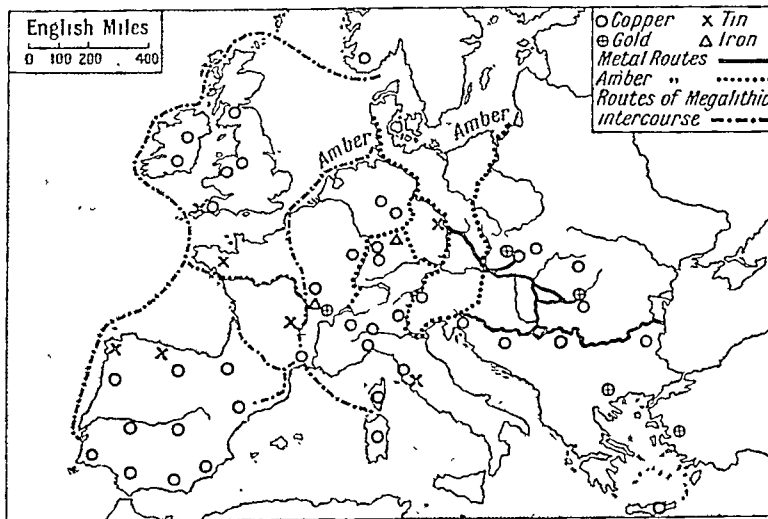 English Miles
0 100 200 400
Copper Tin
Gold Iron
Metal Routes
Amber "
Routes of Megalithic
intercourse
Amber
Amber